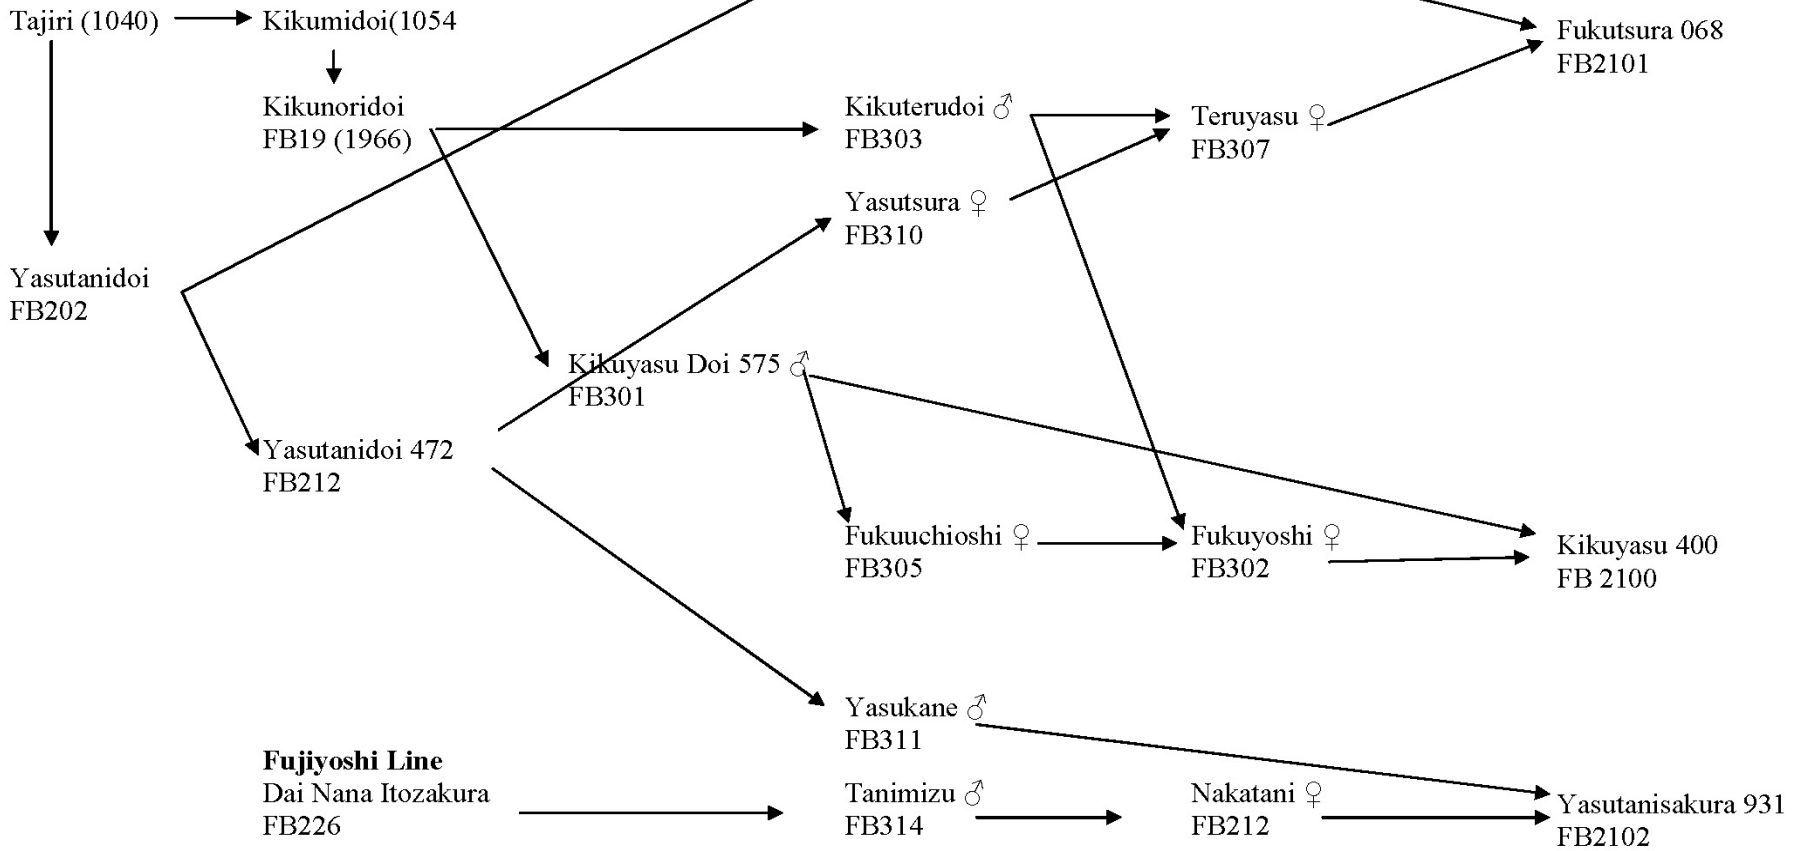 Tajiri (1040)
Kikumidoi(1054
Fukutsura 068
FB2101
Kikunoridoi
FB19 (1966)
Kikuterudoi ♂
FB303
Teruyasu ♀
FB307
Yasutsura ♀
FB310
Yasutanidoi
FB202
Kikuyasu Doi 575 ♂
FB301
Yasutanidoi 472
FB212
Fukuuchioshi ♀
FB305
Fukuyoshi ♀
FB302
Kikuyasu 400
FB 2100
Yasukane ♂
FB311
Fujiyoshi Line
Dai Nana Itozakura
FB226
Tanimizu ♂
FB314
Nakatani ♀
FB212
Yasutanisakura 931
FB2102